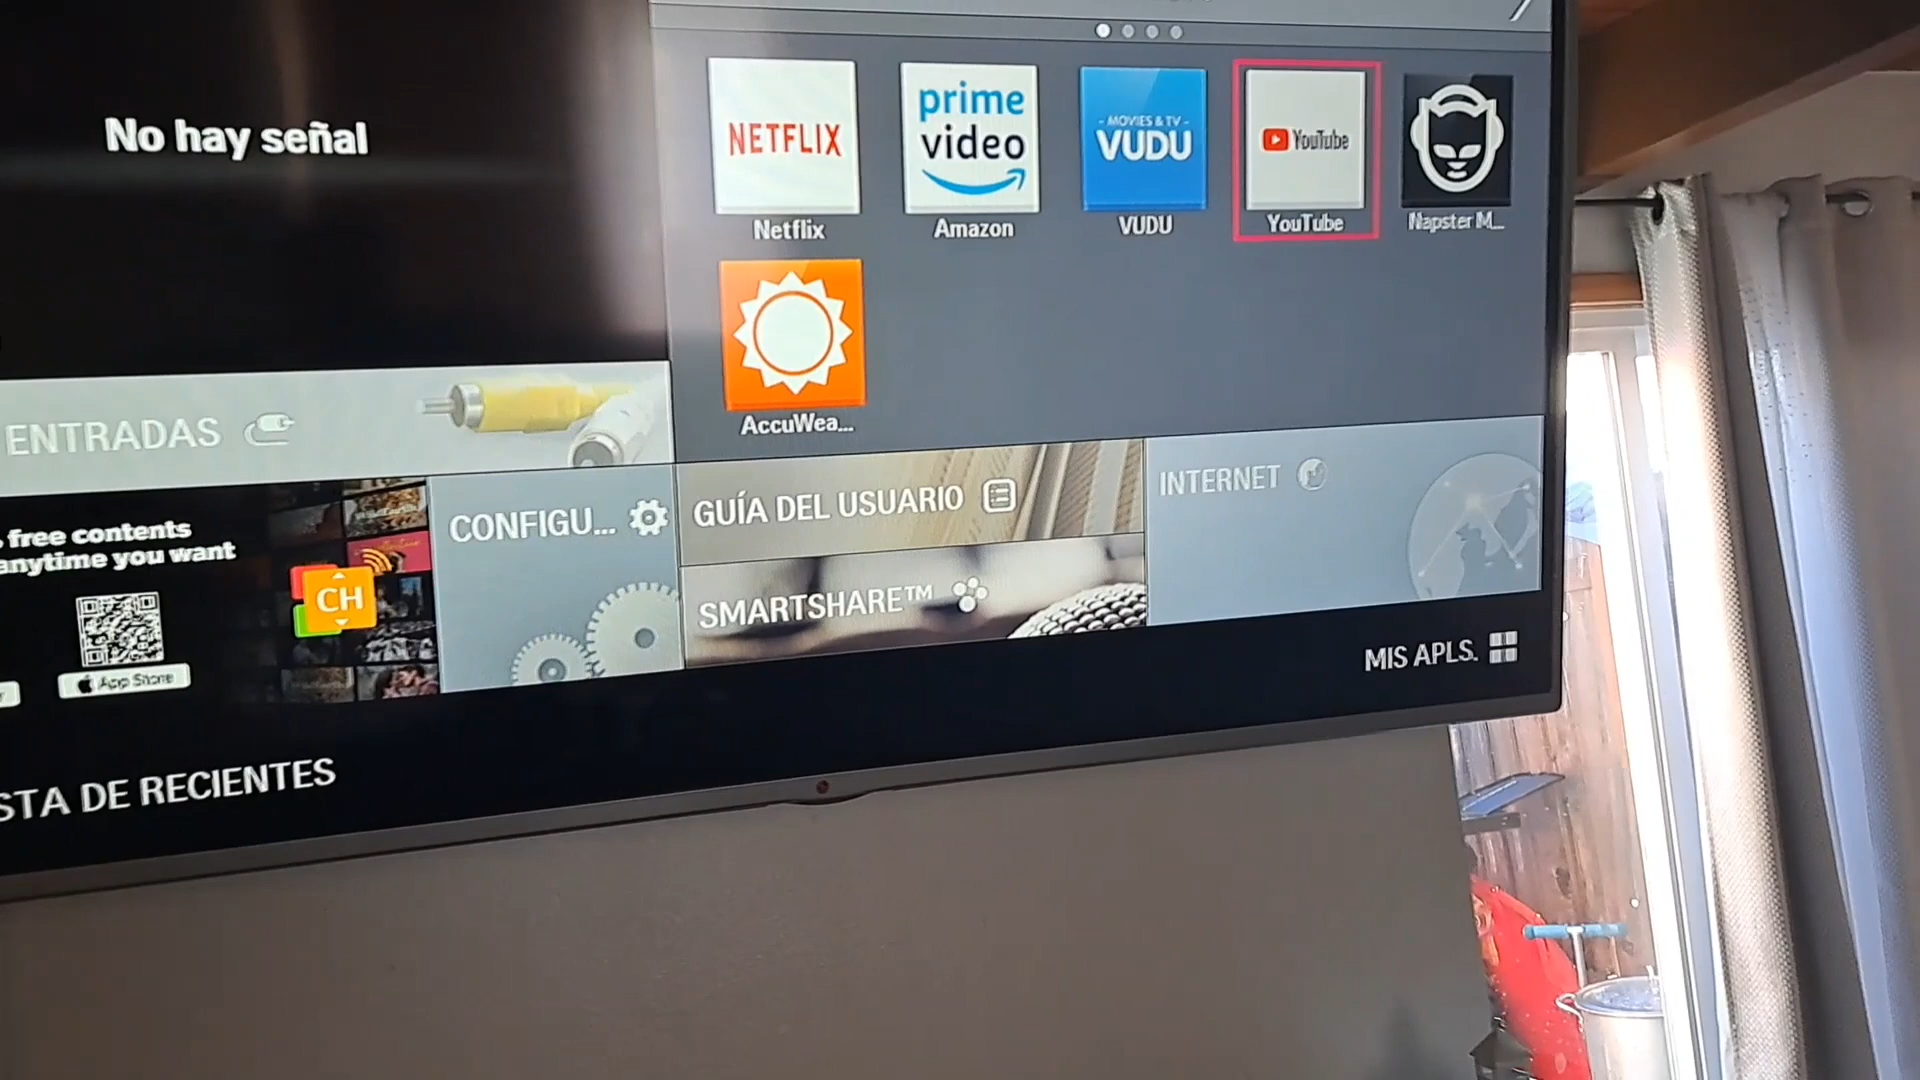 No hay señal
NETFLIX
prime video
- MOVIES & TV -
VUDU
YouTube
Netflix
Amazon
VUDU
YouTube
Napster M...
AccuWea...
ENTRADAS
free contents
anytime you want
CH
App Store
CONFIGU...
GUÍA DEL USUARIO
SMARTSHARE™
INTERNET
MIS APLS.
STA DE RECIENTES